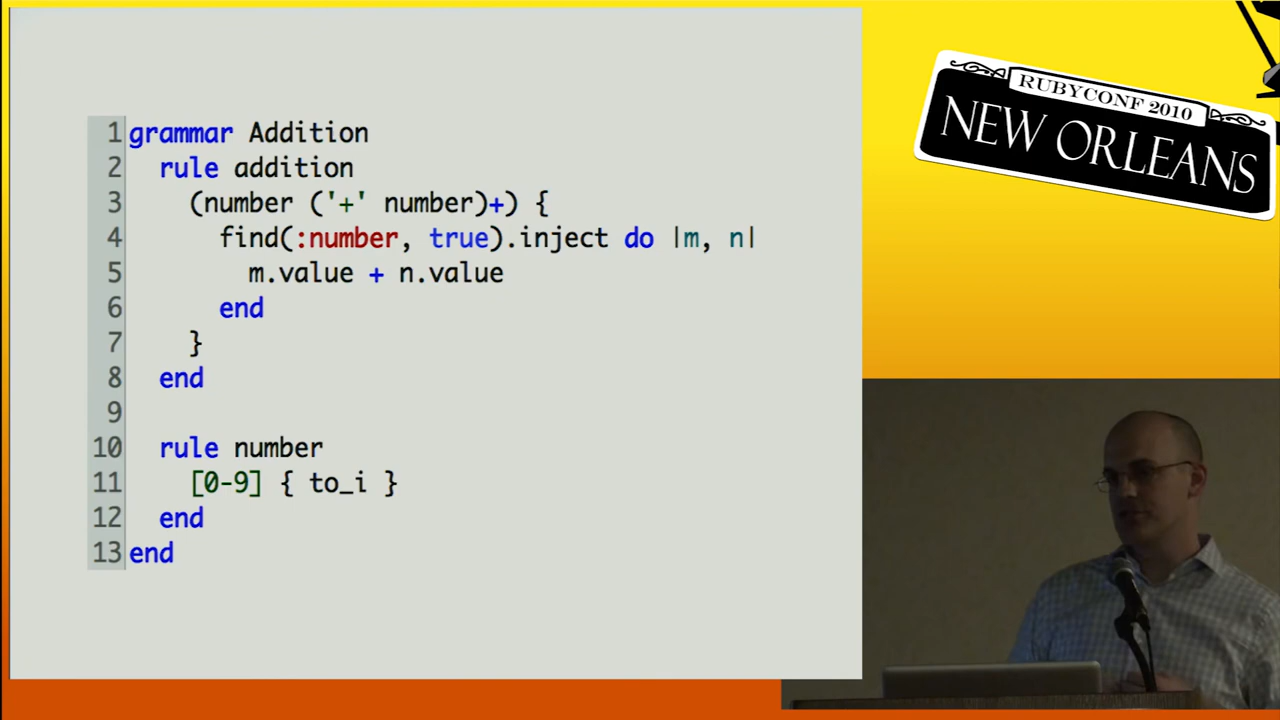 1 grammar Addition
2   rule addition
3     (number ('+' number)+) {
4       find(:number, true).inject do |m, n|
5         m.value + n.value
6       end
7     }
8   end
9
10   rule number
11     [0-9] { to_i }
12   end
13 end
RUBYCONF 2010
NEW ORLEANS